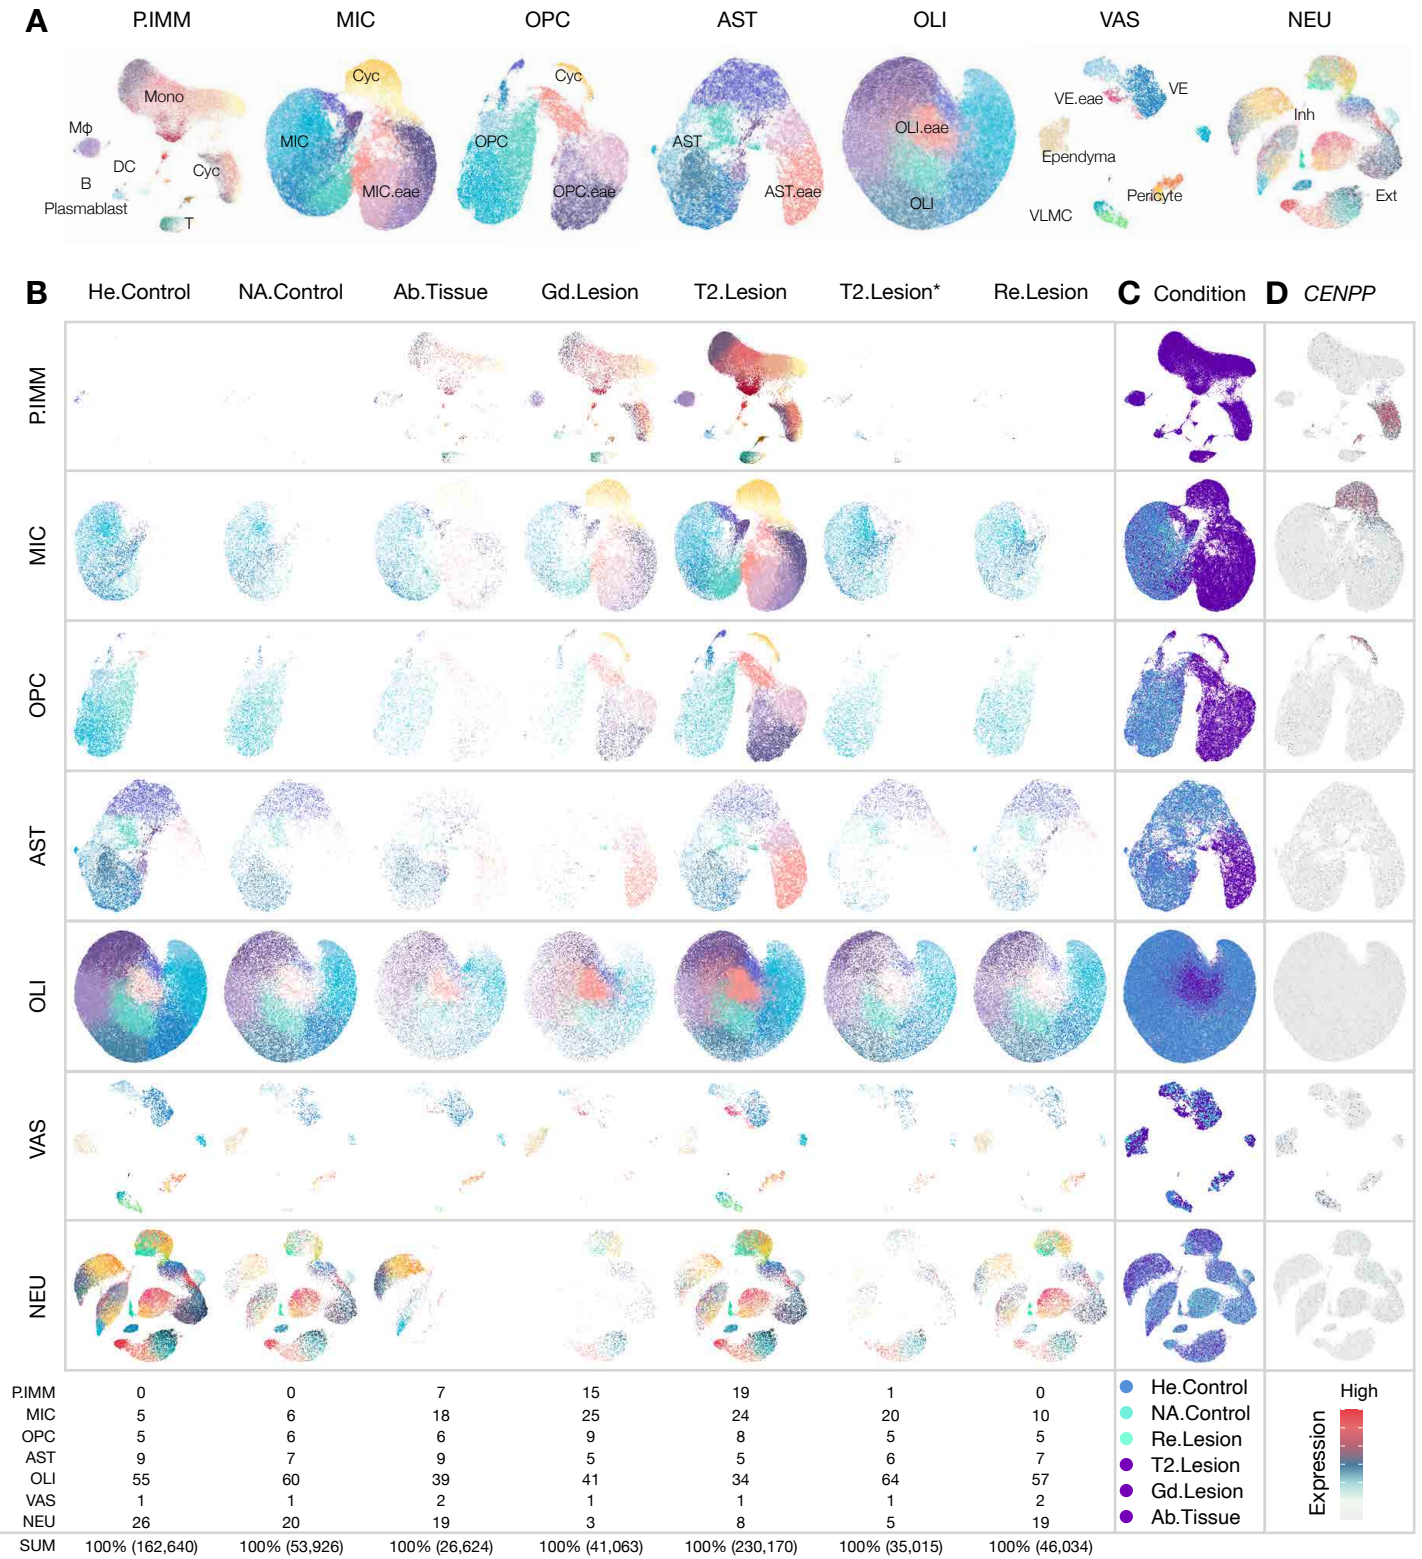 A P.IMM MIC OPC AST OLI VAS NEU
Mono
Mφ
DC
B
Cyc
Plasmablast
T
Cyc
MIC
MIC.eae
Cyc
OPC
OPC.eae
AST
AST.eae
OLI.eae
OLI
VE
VE.eae
Ependyma
Pericyte
VLMC
Inh
Ext
B He.Control NA.Control Ab.Tissue Gd.Lesion T2.Lesion T2.Lesion* Re.Lesion C Condition D CENPP
P.IMM
MIC
OPC
AST
OLI
VAS
NEU
P.IMM 0 0 7 15 19 1 0
MIC 5 6 18 25 24 20 10
OPC 5 6 6 9 8 5 5
AST 9 7 9 5 5 6 7
OLI 55 60 39 41 34 64 57
VAS 1 1 2 1 1 1 2
NEU 26 20 19 3 8 5 19
SUM 100% (162,640) 100% (53,926) 100% (26,624) 100% (41,063) 100% (230,170) 100% (35,015) 100% (46,034)
He.Control
NA.Control
Re.Lesion
T2.Lesion
Gd.Lesion
Ab.Tissue
High
Expression